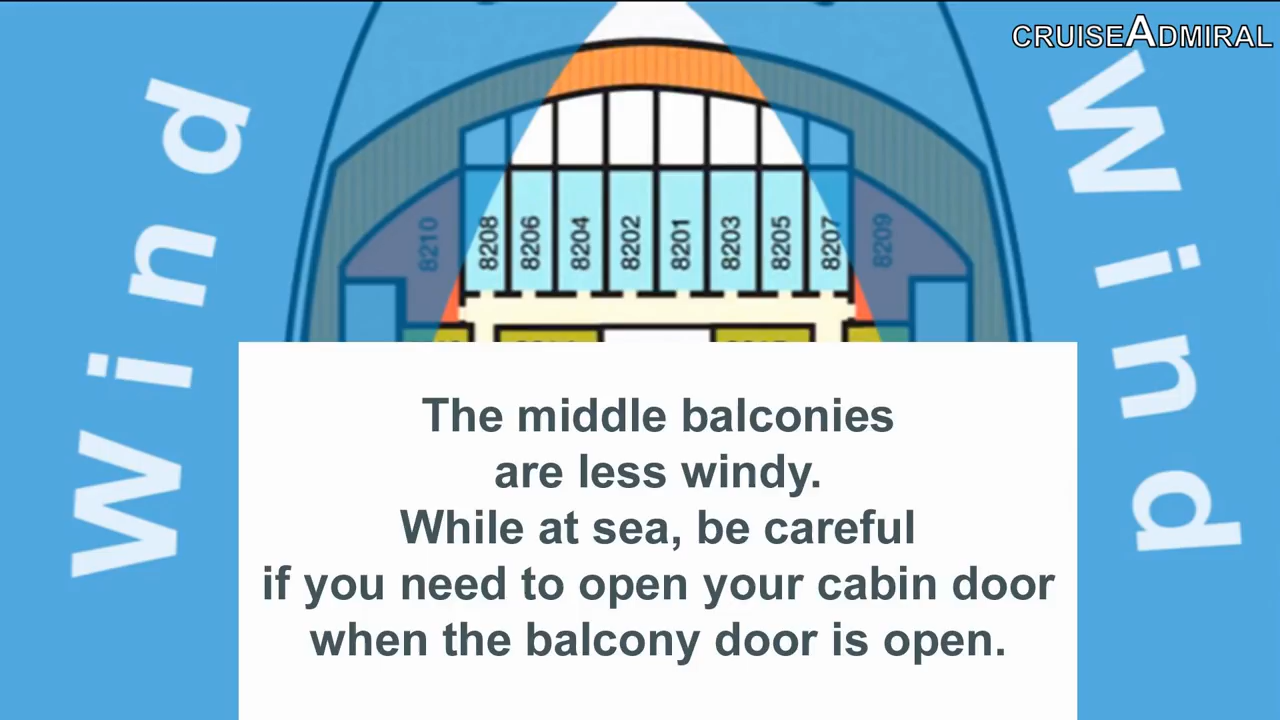 CRUISEADMIRAL
Wind
Wind
8210
8208
8206
8204
8202
8201
8203
8205
8207
8209
The middle balconies
are less windy.
While at sea, be careful
if you need to open your cabin door
when the balcony door is open.